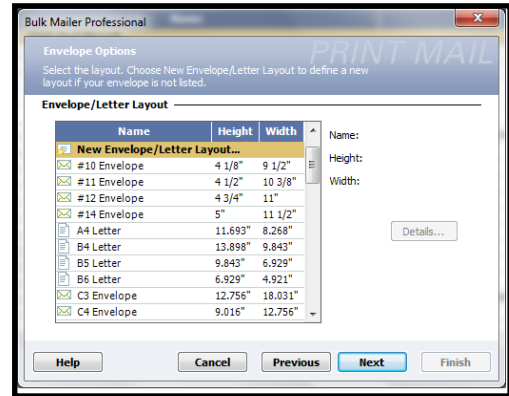 Bulk Mailer Professional
Envelope Options
PRINT MAIL
Select the layout. Choose New Envelope/Letter Layout to define a new
layout if your envelope is not listed.
Envelope/Letter Layout
Name Height Width
New Envelope/Letter Layout...
#10 Envelope 4 1/8" 9 1/2"
#11 Envelope 4 1/2" 10 3/8"
#12 Envelope 4 3/4" 11"
#14 Envelope 5" 11 1/2"
A4 Letter 11.693" 8.268"
B4 Letter 13.898" 9.843"
B5 Letter 9.843" 6.929"
B6 Letter 6.929" 4.921"
C3 Envelope 12.756" 18.031"
C4 Envelope 9.016" 12.756"
Name:
Height:
Width:
Details...
Help Cancel Previous Next Finish